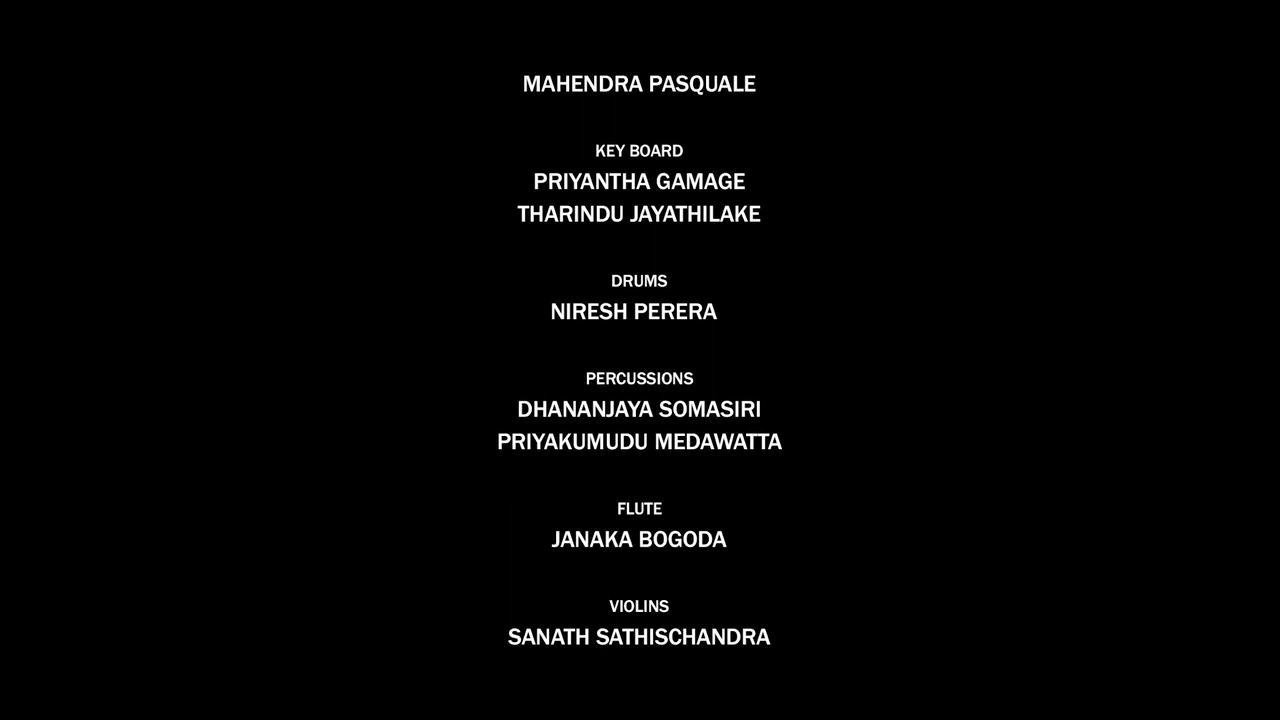 MAHENDRA PASQUALE
KEY BOARD
PRIYANTHA GAMAGE
THARINDU JAYATHILAKE
DRUMS
NIRESH PERERA
PERCUSSIONS
DHANANJAYA SOMASIRI
PRIYAKUMUDU MEDAWATTA
FLUTE
JANAKA BOGODA
VIOLINS
SANATH SATHISCHANDRA